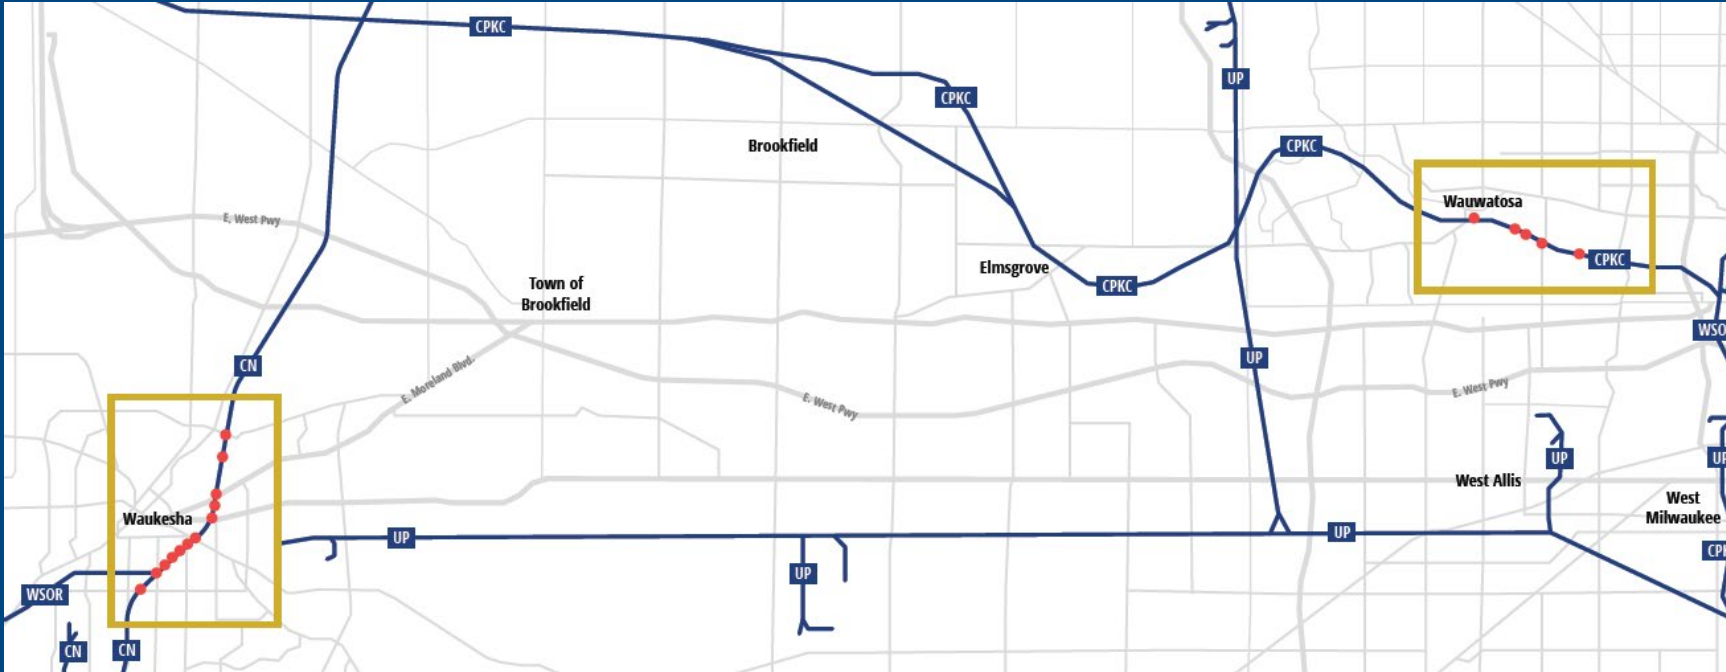 CPKC
UP
CPKC
Brookfield
CPKC
Wauwatosa
E. West Pwy
CPKC
Elmsgrove
CPKC
Town of
Brookfield
WSO
CN
UP
E. Moreland Blvd.
E. West Pwy
E. West Pwy
UP
UP
West Allis
West
Milwaukee
Waukesha
UP
UP
CPK
UP
WSOR
CN
CN